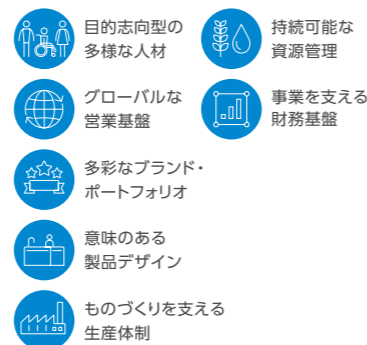 目的志向型の
多様な人材
持続可能な
資源管理
グローバルな
営業基盤
事業を支える
財務基盤
多彩なブランド・
ポートフォリオ
意味のある
製品デザイン
ものづくりを支える
生産体制